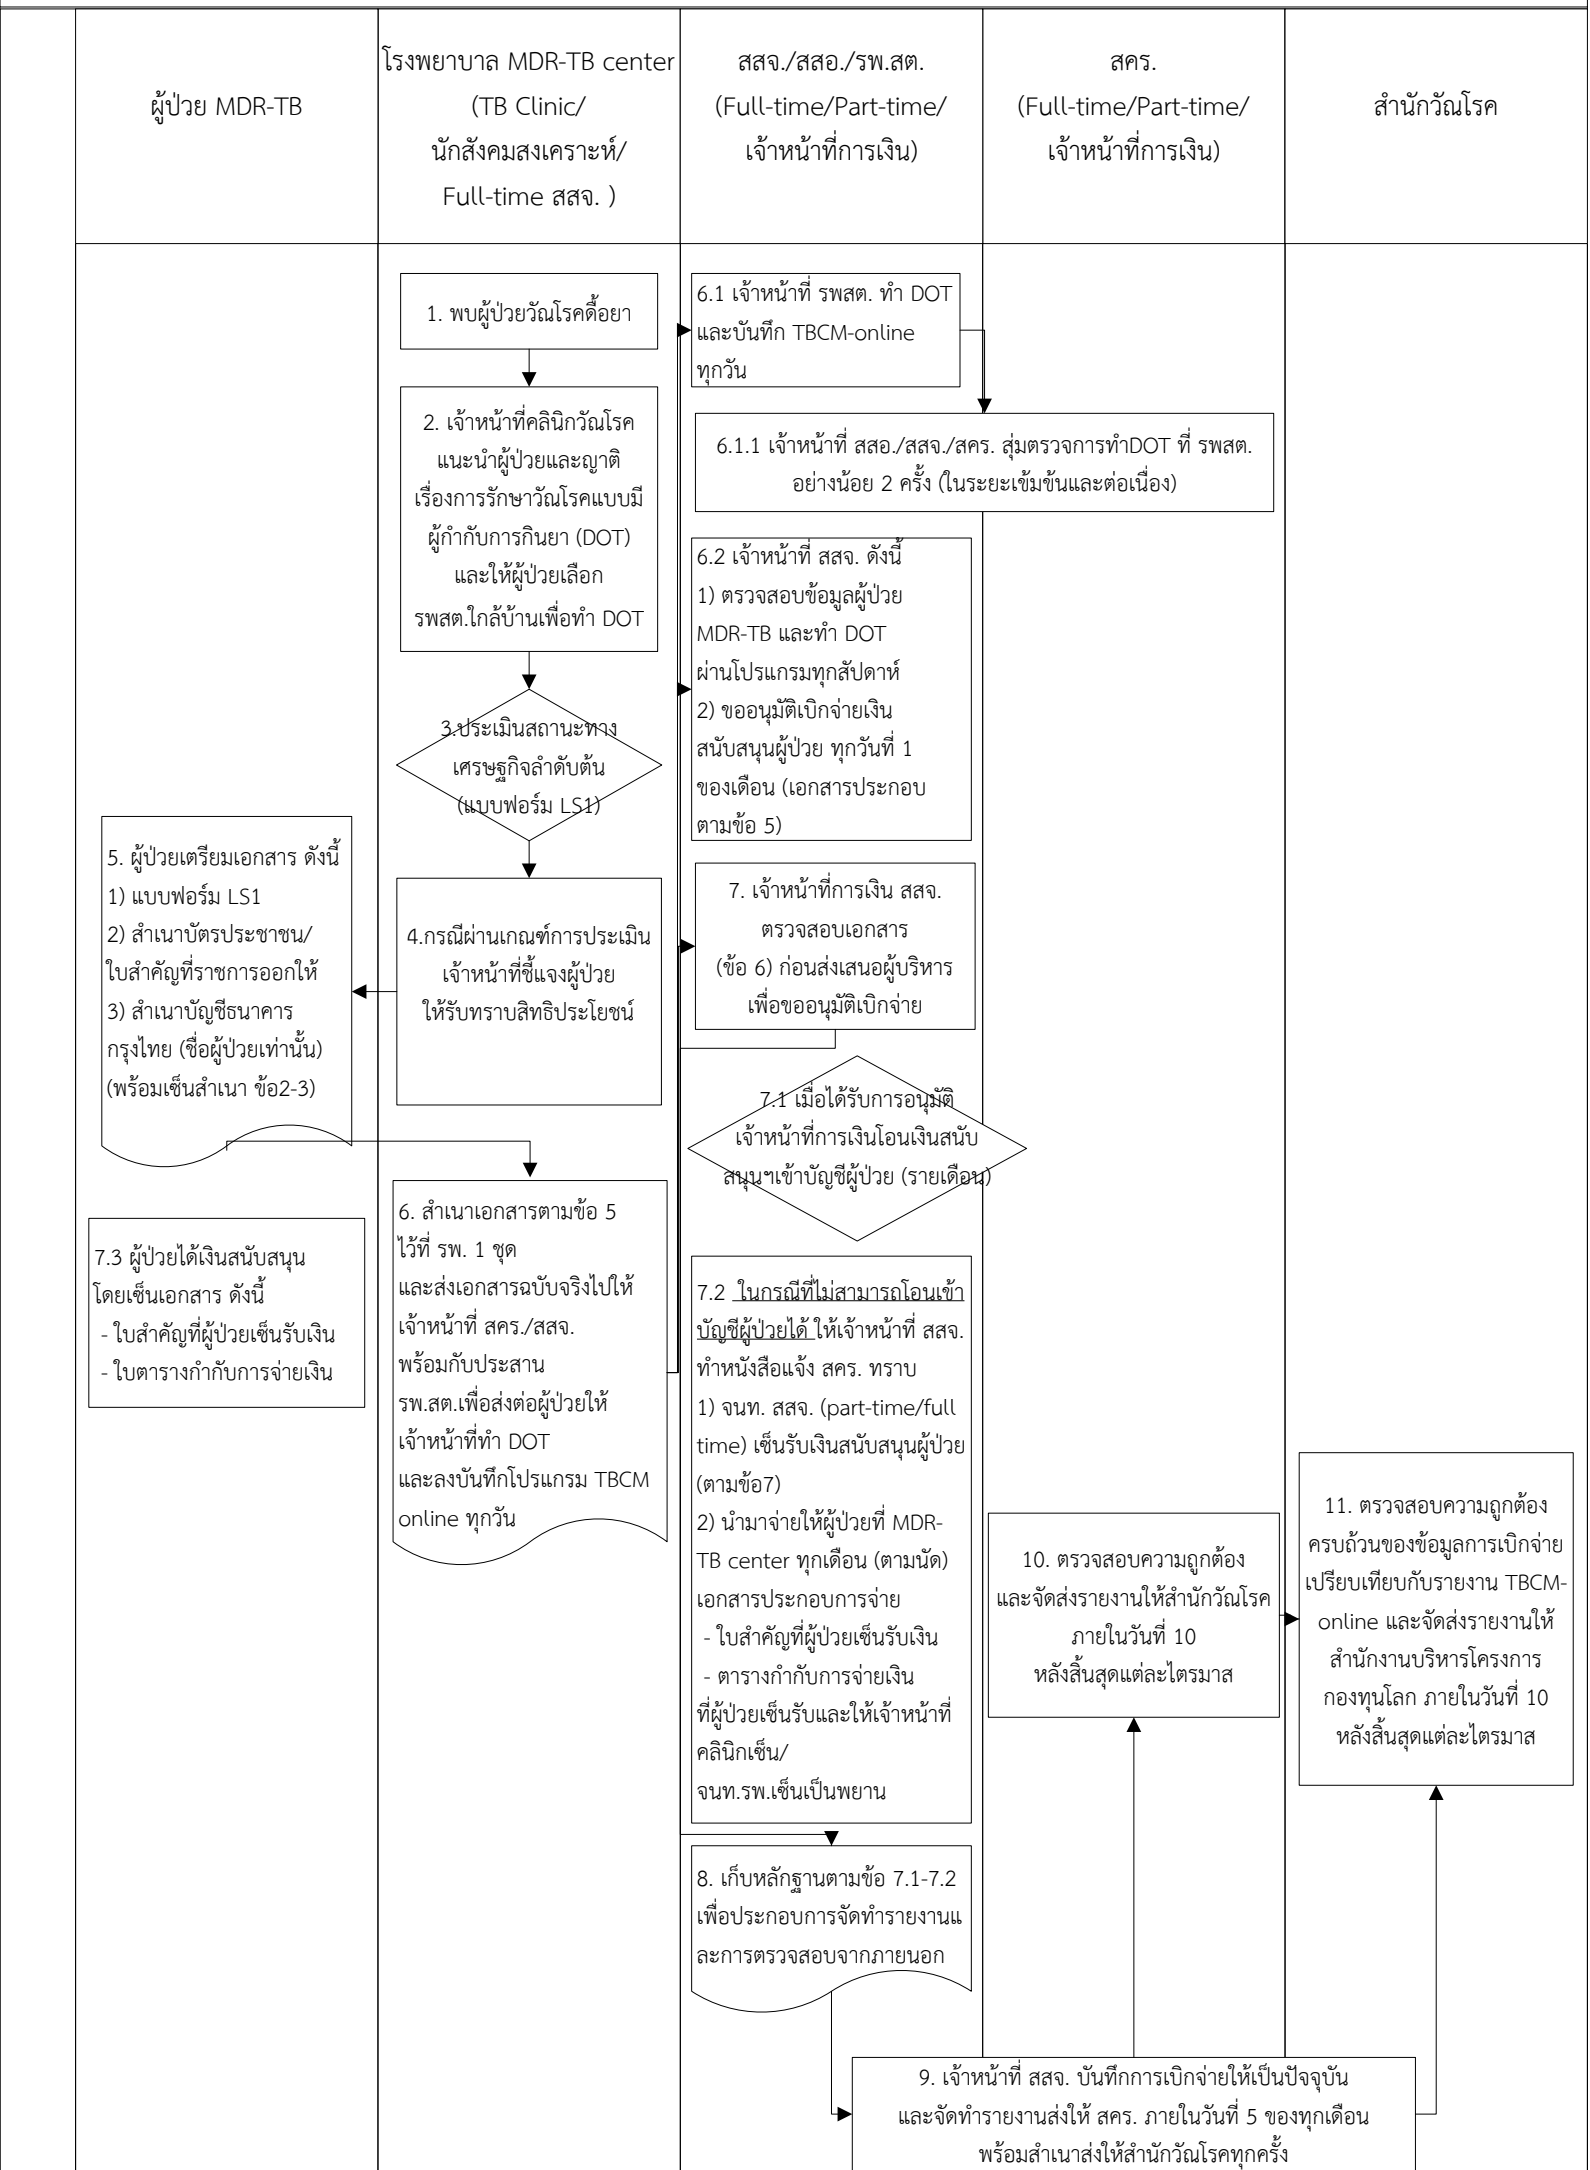 ผู้ป่วย MDR-TB
โรงพยาบาล MDR-TB center
(TB Clinic/
นักสังคมสงเคราะห์/
Full-time สสจ. )
สสจ./สสอ./รพ.สต.
(Full-time/Part-time/
เจ้าหน้าที่การเงิน)
สคร.
(Full-time/Part-time/
เจ้าหน้าที่การเงิน)
สำนักวัณโรค
1. พบผู้ป่วยวัณโรคดื้อยา
2. เจ้าหน้าที่คลินิกวัณโรค
แนะนำผู้ป่วยและญาติ
เรื่องการรักษาวัณโรคแบบมี
ผู้กำกับการกินยา (DOT)
และให้ผู้ป่วยเลือก
รพสต.ใกล้บ้านเพื่อทำ DOT
3.ประเมินสถานะทาง
เศรษฐกิจลำดับต้น
(แบบฟอร์ม LS1)
4.กรณีผ่านเกณฑ์การประเมิน
เจ้าหน้าที่ชี้แจงผู้ป่วย
ให้รับทราบสิทธิประโยชน์
5. ผู้ป่วยเตรียมเอกสาร ดังนี้
1) แบบฟอร์ม LS1
2) สำเนาบัตรประชาชน/
ใบสำคัญที่ราชการออกให้
3) สำเนาบัญชีธนาคาร
กรุงไทย (ชื่อผู้ป่วยเท่านั้น)
(พร้อมเซ็นสำเนา ข้อ2-3)
6. สำเนาเอกสารตามข้อ 5
ไว้ที่ รพ. 1 ชุด
และส่งเอกสารฉบับจริงไปให้
เจ้าหน้าที่ สคร./สสจ.
พร้อมกับประสาน
รพ.สต.เพื่อส่งต่อผู้ป่วยให้
เจ้าหน้าที่ทำ DOT
และลงบันทึกโปรแกรม TBCM
online ทุกวัน
6.1 เจ้าหน้าที่ รพสต. ทำ DOT
และบันทึก TBCM-online
ทุกวัน
6.1.1 เจ้าหน้าที่ สสอ./สสจ./สคร. สุ่มตรวจการทำDOT ที่ รพสต.
อย่างน้อย 2 ครั้ง (ในระยะเข้มข้นและต่อเนื่อง)
6.2 เจ้าหน้าที่ สสจ. ดังนี้
1) ตรวจสอบข้อมูลผู้ป่วย
MDR-TB และทำ DOT
ผ่านโปรแกรมทุกสัปดาห์
2) ขออนุมัติเบิกจ่ายเงิน
สนับสนุนผู้ป่วย ทุกวันที่ 1
ของเดือน (เอกสารประกอบ
ตามข้อ 5)
7. เจ้าหน้าที่การเงิน สสจ.
ตรวจสอบเอกสาร
(ข้อ 6) ก่อนส่งเสนอผู้บริหาร
เพื่อขออนุมัติเบิกจ่าย
7.1 เมื่อได้รับการอนุมัติ
เจ้าหน้าที่การเงินโอนเงินสนับ
สนุนฯเข้าบัญชีผู้ป่วย (รายเดือน)
7.2 ในกรณีที่ไม่สามารถโอนเข้า
บัญชีผู้ป่วยได้ ให้เจ้าหน้าที่ สสจ.
ทำหนังสือแจ้ง สคร. ทราบ
1) จนท. สสจ. (part-time/full
time) เซ็นรับเงินสนับสนุนผู้ป่วย
(ตามข้อ7)
2) นำมาจ่ายให้ผู้ป่วยที่ MDR-
TB center ทุกเดือน (ตามนัด)
เอกสารประกอบการจ่าย
- ใบสำคัญที่ผู้ป่วยเซ็นรับเงิน
- ตารางกำกับการจ่ายเงิน
ที่ผู้ป่วยเซ็นรับและให้เจ้าหน้าที่
คลินิกเซ็น/
จนท.รพ.เซ็นเป็นพยาน
7.3 ผู้ป่วยได้เงินสนับสนุน
โดยเซ็นเอกสาร ดังนี้
- ใบสำคัญที่ผู้ป่วยเซ็นรับเงิน
- ใบตารางกำกับการจ่ายเงิน
8. เก็บหลักฐานตามข้อ 7.1-7.2
เพื่อประกอบการจัดทำรายงานแ
ละการตรวจสอบจากภายนอก
9. เจ้าหน้าที่ สสจ. บันทึกการเบิกจ่ายให้เป็นปัจจุบัน
และจัดทำรายงานส่งให้ สคร. ภายในวันที่ 5 ของทุกเดือน
พร้อมสำเนาส่งให้สำนักวัณโรคทุกครั้ง
10. ตรวจสอบความถูกต้อง
และจัดส่งรายงานให้สำนักวัณโรค
ภายในวันที่ 10
หลังสิ้นสุดแต่ละไตรมาส
11. ตรวจสอบความถูกต้อง
ครบถ้วนของข้อมูลการเบิกจ่าย
เปรียบเทียบกับรายงาน TBCM-
online และจัดส่งรายงานให้
สำนักงานบริหารโครงการ
กองทุนโลก ภายในวันที่ 10
หลังสิ้นสุดแต่ละไตรมาส